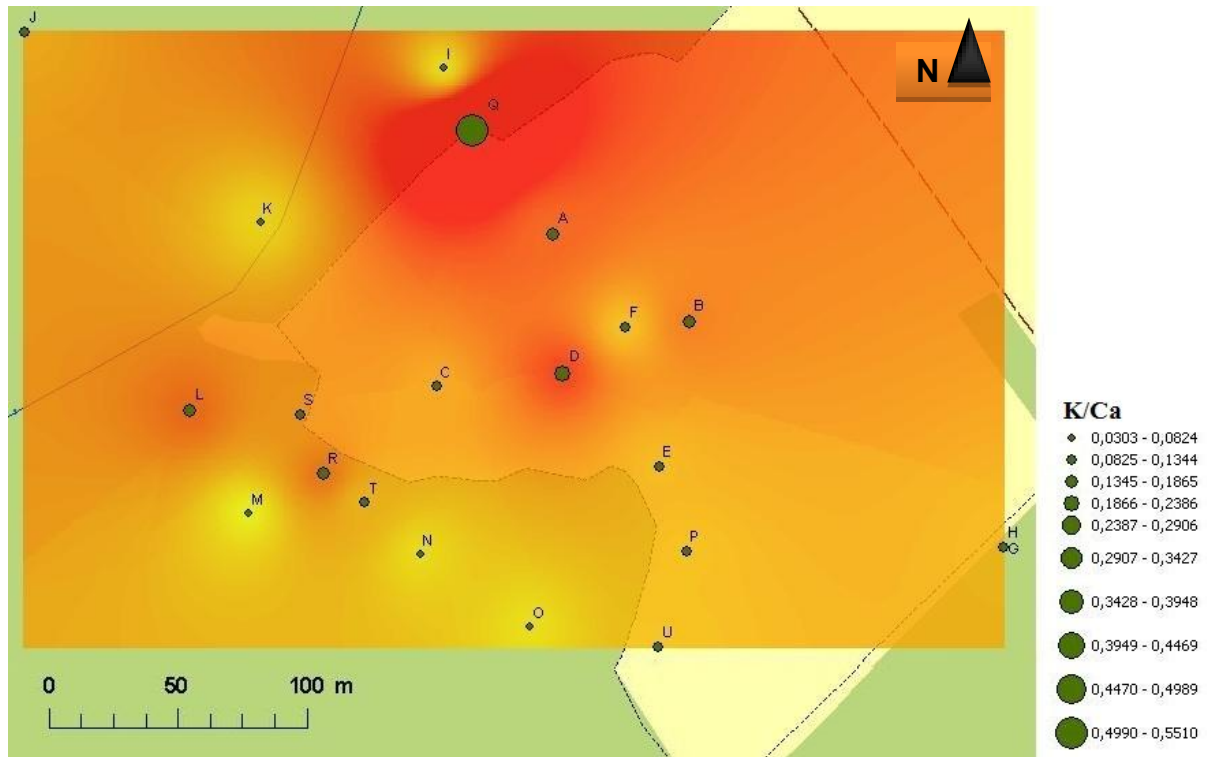 J
I
N
Q
K
A
F
B
D
C
L
S
E
R
T
M
N
P
H
G
O
U
0 50 100 m
K/Ca
0,0303 - 0,0824
0,0825 - 0,1344
0,1345 - 0,1865
0,1866 - 0,2386
0,2387 - 0,2906
0,2907 - 0,3427
0,3428 - 0,3948
0,3949 - 0,4469
0,4470 - 0,4989
0,4990 - 0,5510